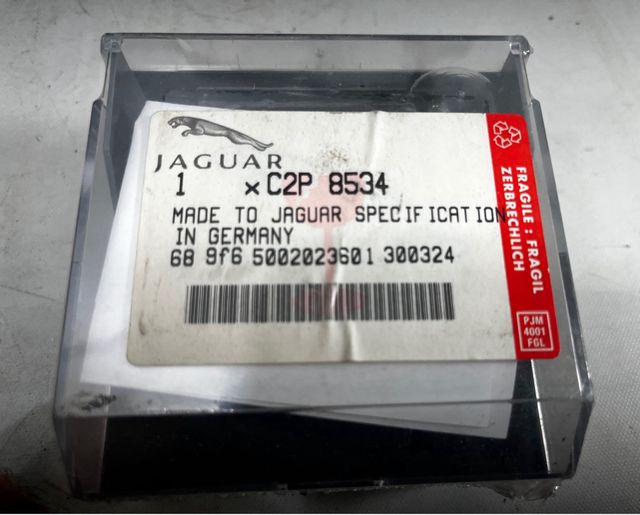 JAGUAR
1 x C2P 8534
MADE TO JAGUAR SPECIFICATION
IN GERMANY
68 9f6 5002023601 300324
FRAGILE : FRAGIL
ZERBRECHLICH
PJM
4001
FGL